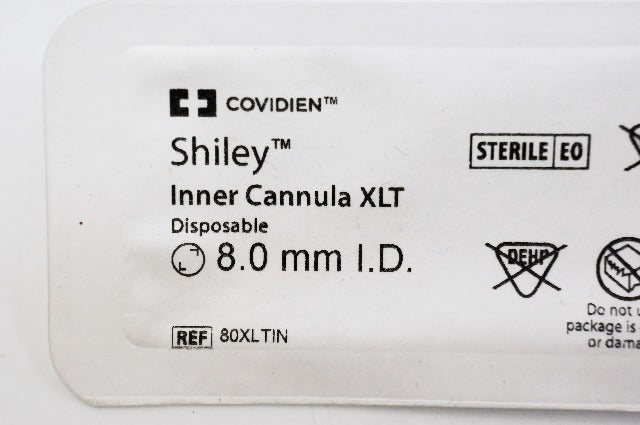 COVIDIEN™
Shiley™
Inner Cannula XLT
Disposable
8.0 mm I.D.
REF 80XLTIN
STERILE EO
DEHP
Do not
package is
or